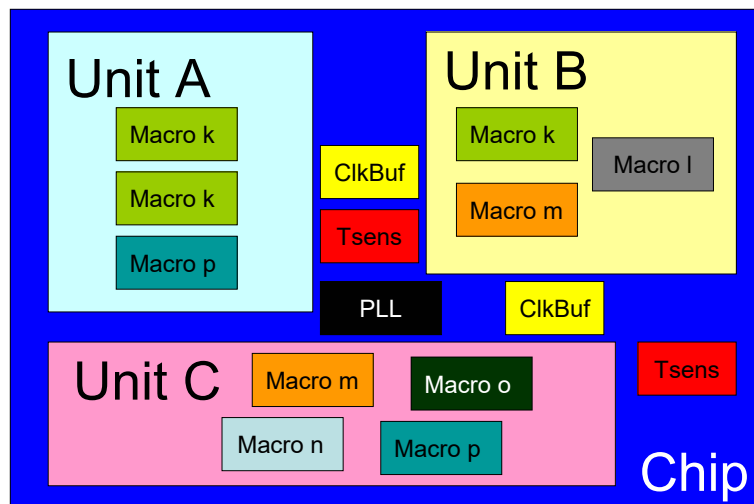 Unit A
Macro k
Macro k
Macro p
ClkBuf
Tsens
PLL
Unit B
Macro k
Macro l
Macro m
ClkBuf
Tsens
Unit C
Macro m
Macro o
Macro n
Macro p
Chip